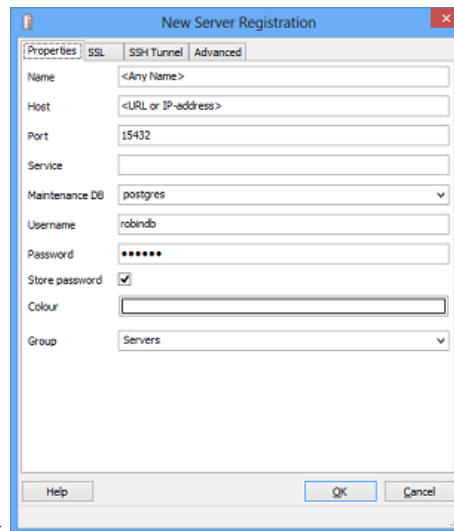 New Server Registration
Properties SSL SSH Tunnel Advanced
Name <Any Name>
Host <URL or IP-address>
Port 15432
Service
Maintenance DB postgres
Username robindb
Password ••••••
Store password
Colour
Group Servers
Help OK Cancel